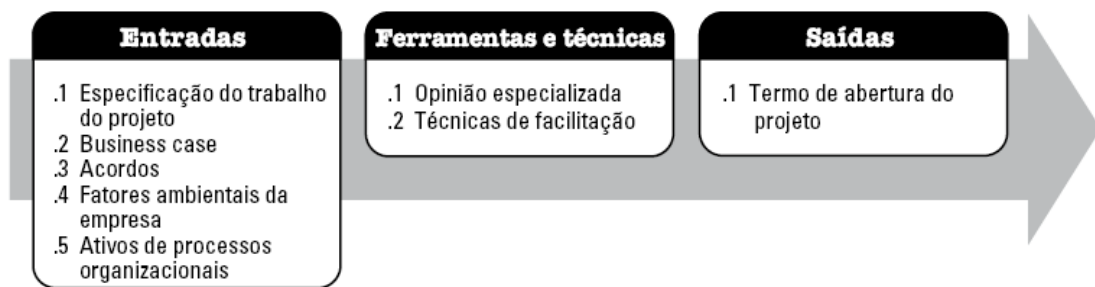 Entradas
.1 Especificação do trabalho
do projeto
.2 Business case
.3 Acordos
.4 Fatores ambientais da
empresa
.5 Ativos de processos
organizacionais
Ferramentas e técnicas
.1 Opinião especializada
.2 Técnicas de facilitação
Saídas
.1 Termo de abertura do
projeto